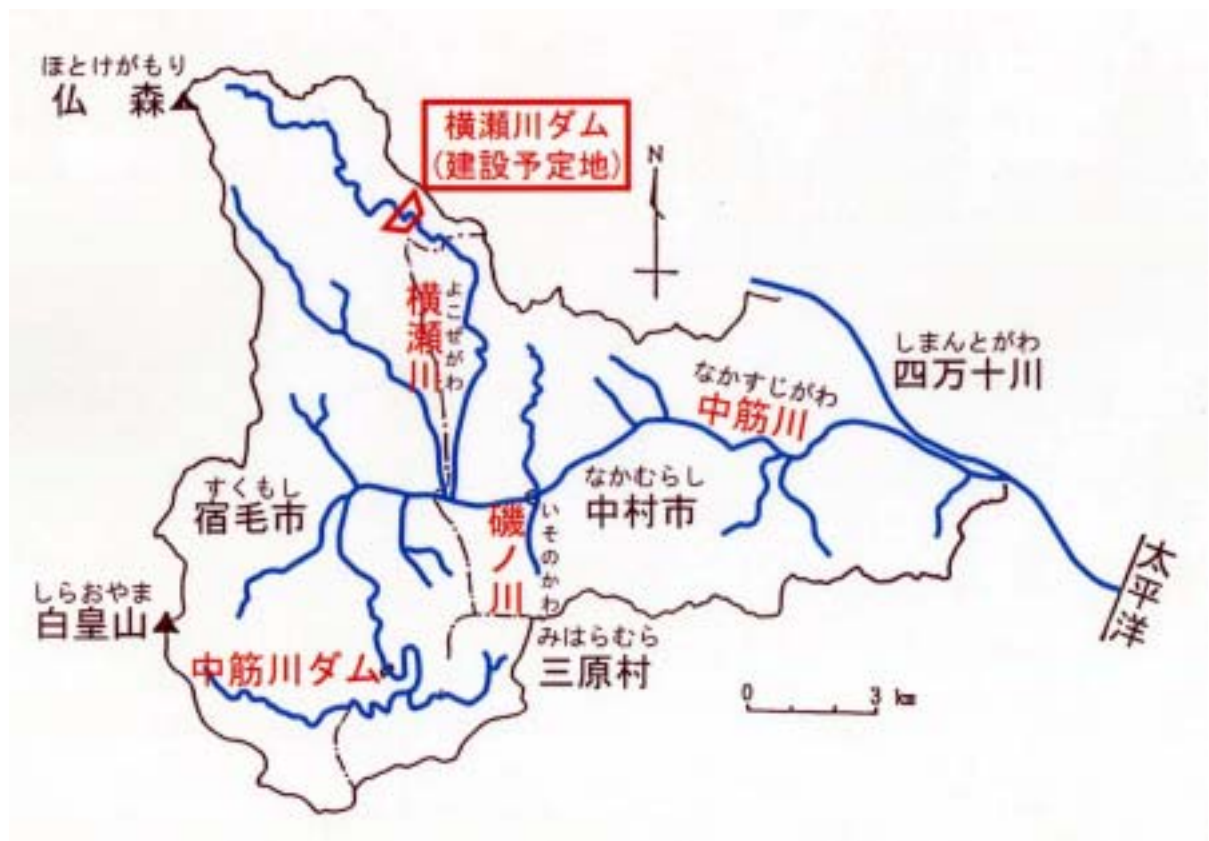 ほとけがもり
仏 森
横瀬川ダム
(建設予定地)
N
横瀬川
よこぜがわ
しまんとがわ
四万十川
なかすじがわ
中筋川
すくもし
宿毛市
なかむらし
中村市
磯ノ川
いそのかわ
太平洋
しらおやま
白皇山
みはらむら
三原村
中筋川ダム
0 3 km